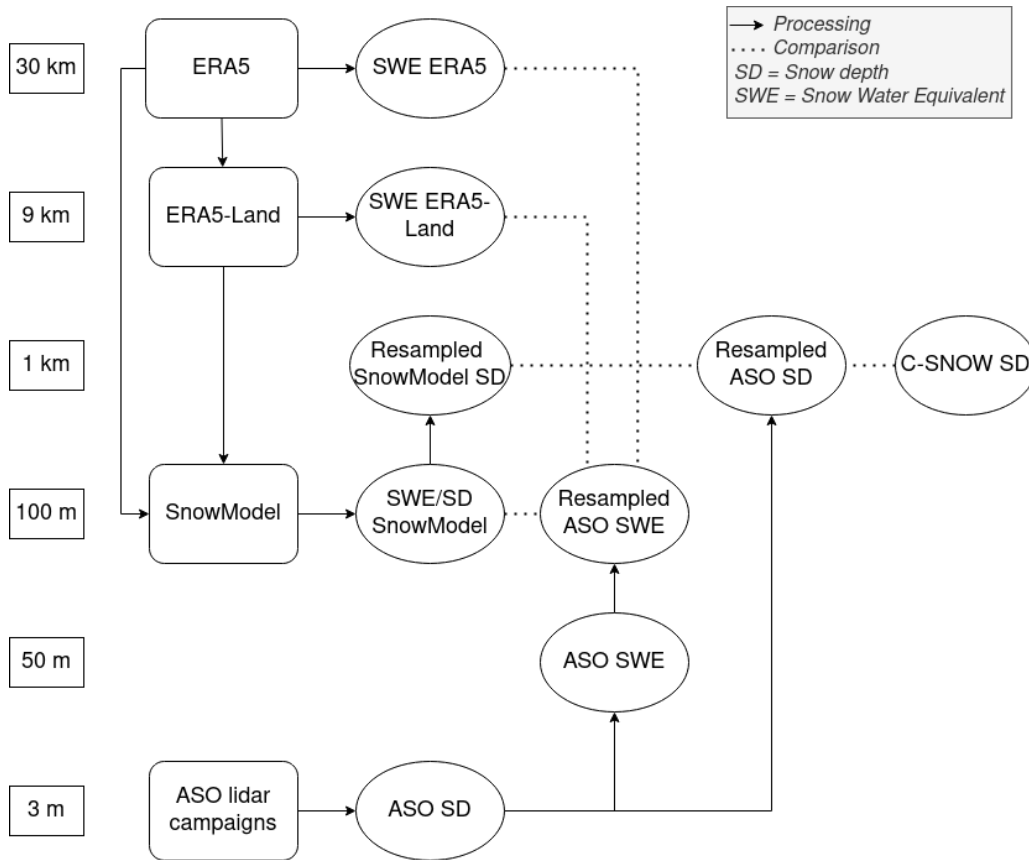 Processing
Comparison
SD = Snow depth
SWE = Snow Water Equivalent
30 km
ERA5
SWE ERA5
9 km
ERA5-Land
SWE ERA5-
Land
1 km
Resampled
SnowModel SD
Resampled
ASO SD
C-SNOW SD
100 m
SnowModel
SWE/SD
SnowModel
Resampled
ASO SWE
50 m
ASO SWE
3 m
ASO lidar
campaigns
ASO SD